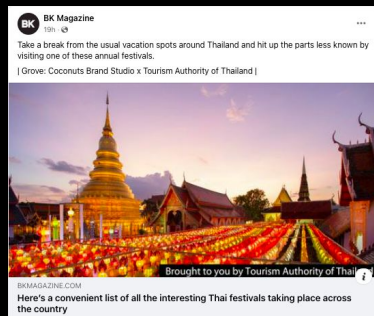 BK
BK Magazine
19h ·
Take a break from the usual vacation spots around Thailand and hit up the parts less known by
visiting one of these annual festivals.
| Grove: Coconuts Brand Studio x Tourism Authority of Thailand |
Brought to you by Tourism Authority of Thailand
BKMAGAZINE.COM
Here's a convenient list of all the interesting Thai festivals taking place across
the country